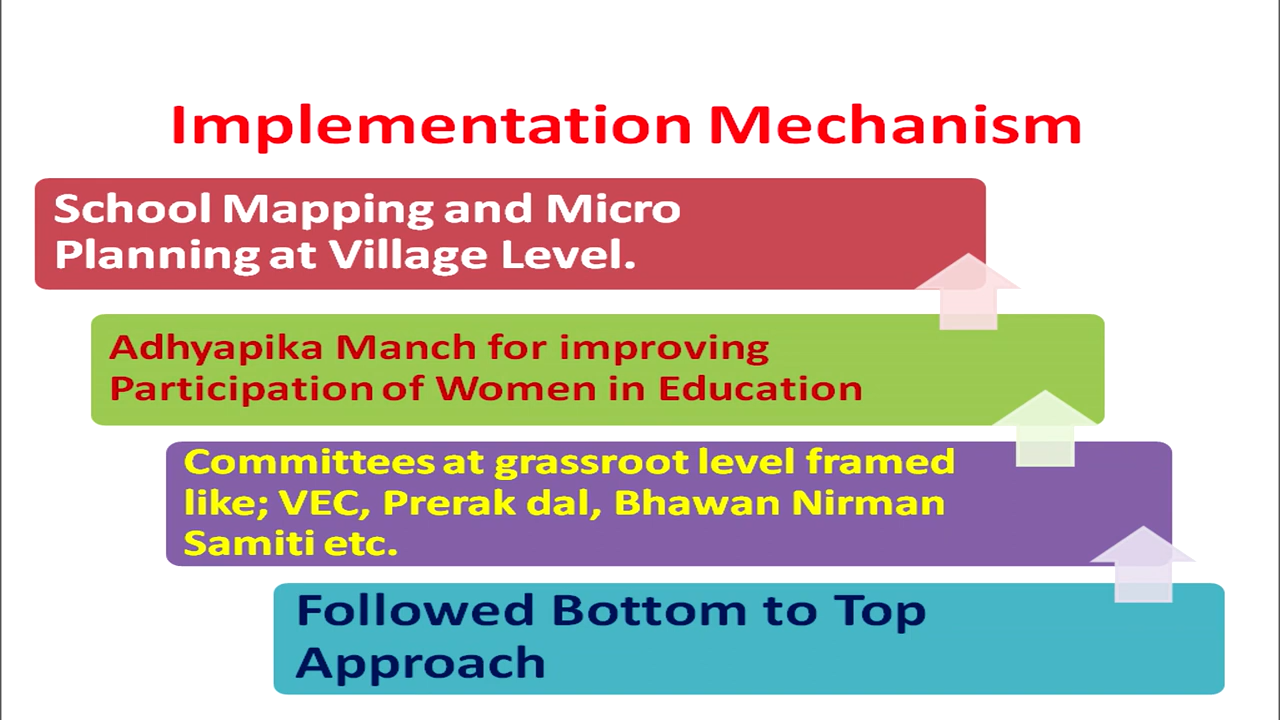 Implementation Mechanism
School Mapping and Micro
Planning at Village Level.
Adhyapika Manch for improving
Participation of Women in Education
Committees at grassroot level framed
like; VEC, Prerak dal, Bhawan Nirman
Samiti etc.
Followed Bottom to Top
Approach